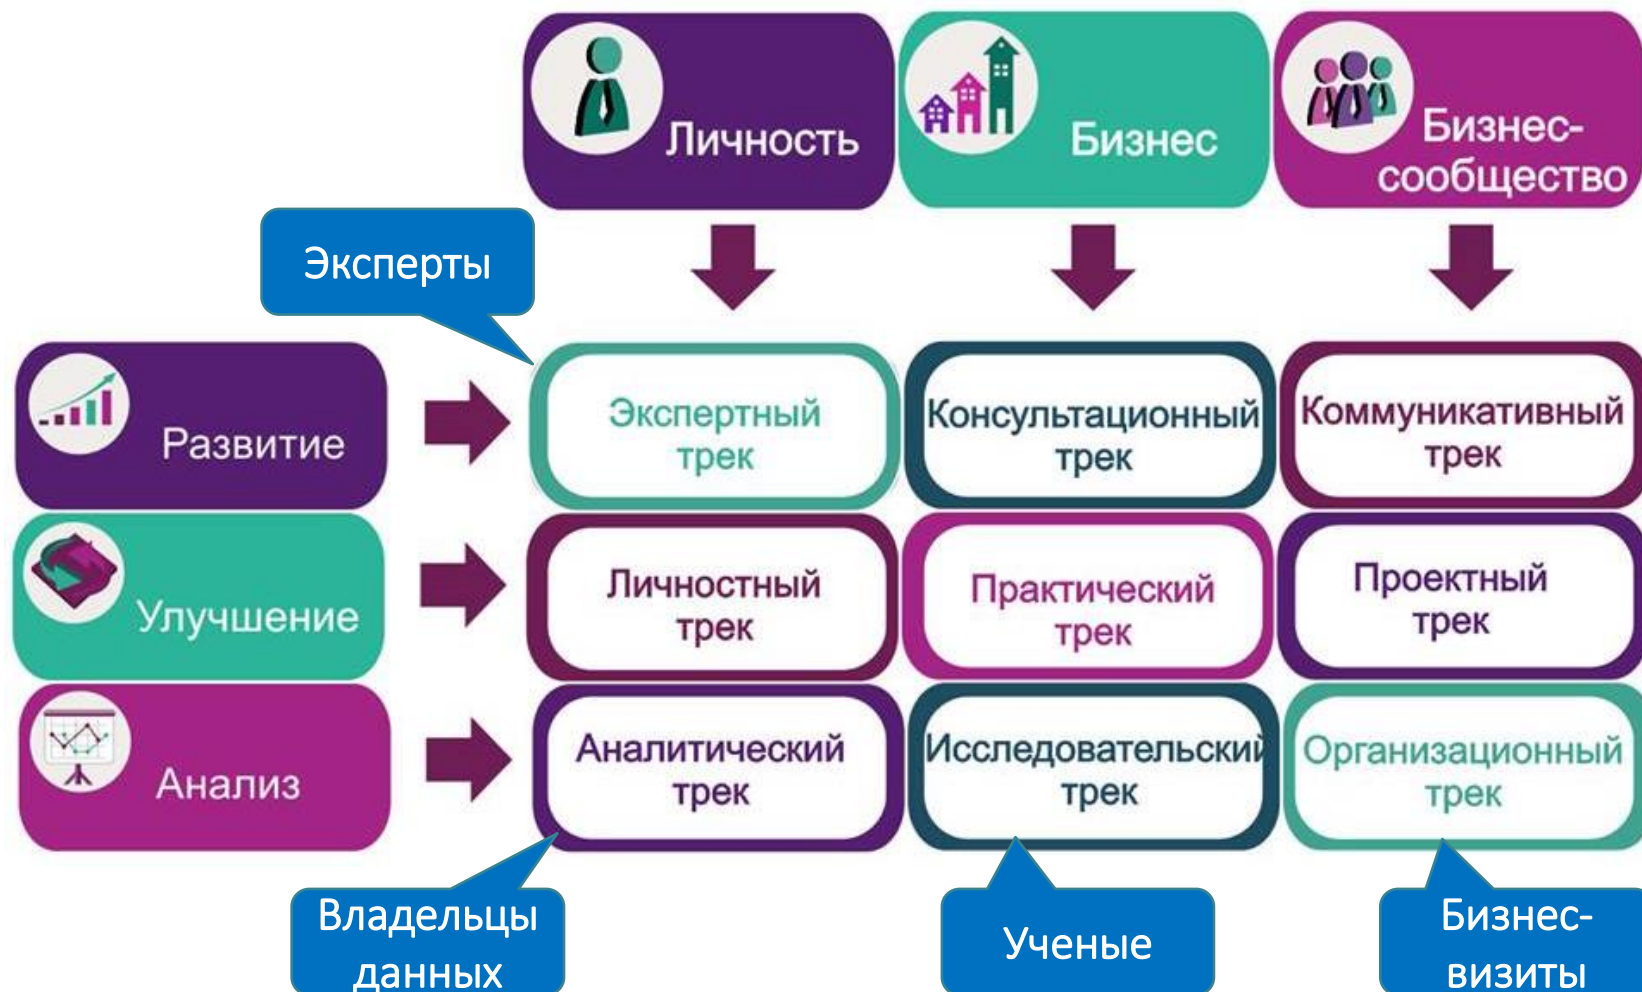 Личность
Бизнес
Бизнес-
сообщество
Эксперты
Развитие
Экспертный
трек
Консультационный
трек
Коммуникативный
трек
Улучшение
Личностный
трек
Практический
трек
Проектный
трек
Анализ
Аналитический
трек
Исследовательский
трек
Организационный
трек
Владельцы
данных
Ученые
Бизнес-
визиты